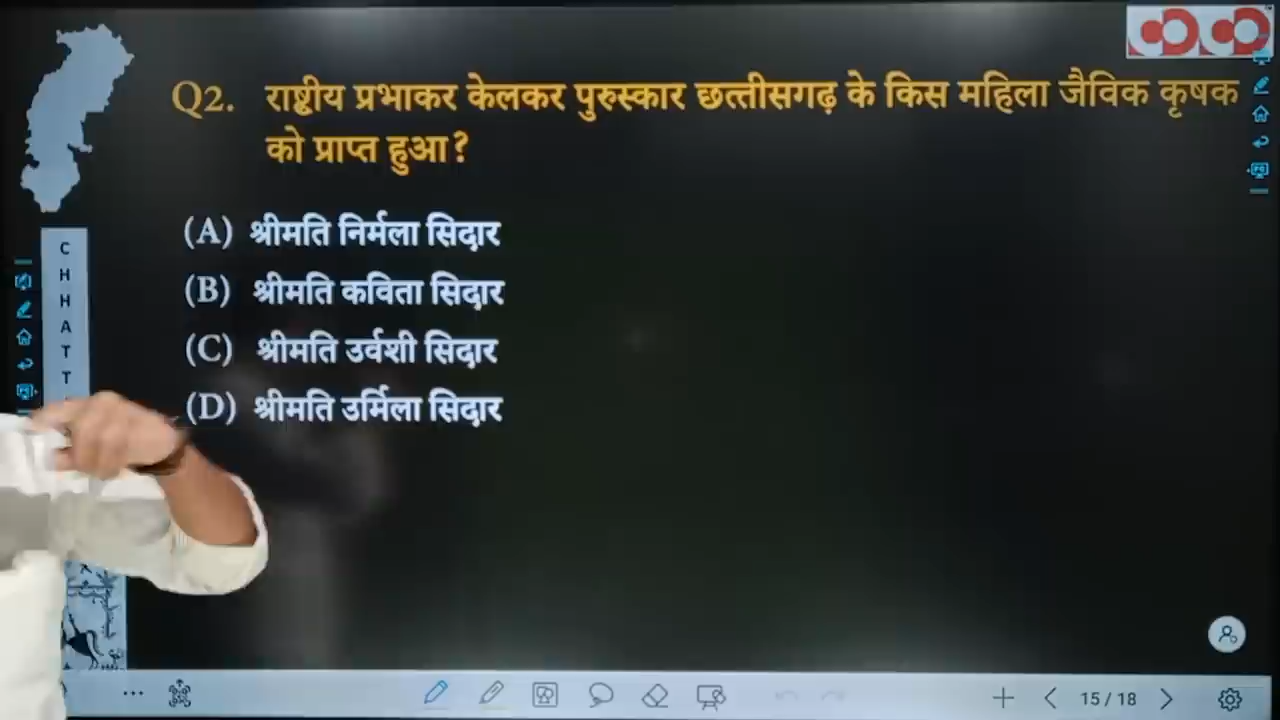 Q2. राष्ट्रीय प्रभाकर केलकर पुरुस्कार छत्तीसगढ़ के किस महिला जैविक कृषक
को प्राप्त हुआ?
(A) श्रीमति निर्मला सिदार
(B) श्रीमति कविता सिदार
(C) श्रीमति उर्वशी सिदार
(D) श्रीमति उर्मिला सिदार
C
H
H
A
T
T
15 / 18